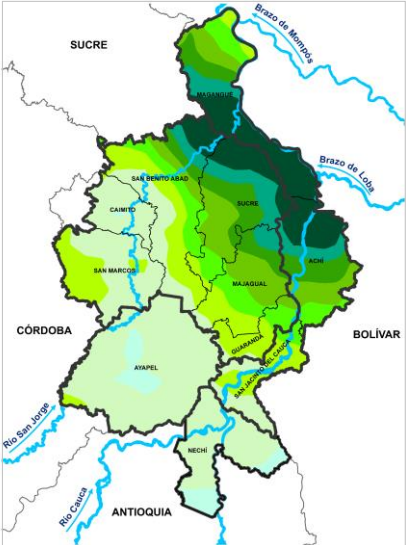 Brazo de Mompós
SUCRE
MAGANGUÉ
Brazo de Loba
SAN BENITO ABAD
SUCRE
CAIMITO
ACHÍ
SAN MARCOS
MAJAGUAL
CÓRDOBA
BOLÍVAR
GUARANDA
SAN JACINTO DEL CAUCA
AYAPEL
Río San Jorge
NECHÍ
Río Cauca
ANTIOQUIA